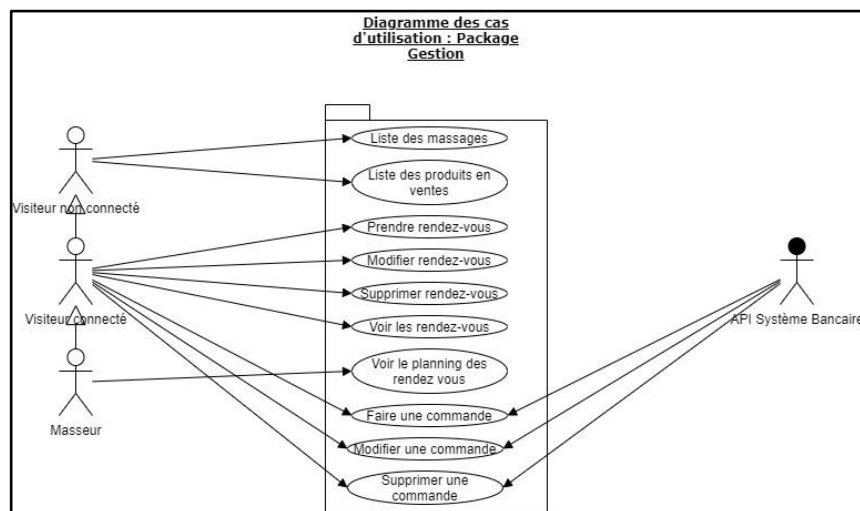 Diagramme des cas
d'utilisation : Package
Gestion
Liste des massages
Liste des produits en
ventes
Visiteur non connecté
Prendre rendez-vous
Modifier rendez-vous
Supprimer rendez-vous
Visiteur connecté
API Système Bancaire
Voir les rendez-vous
Voir le planning des
rendez vous
Masseur
Faire une commande
Modifier une commande
Supprimer une
commande